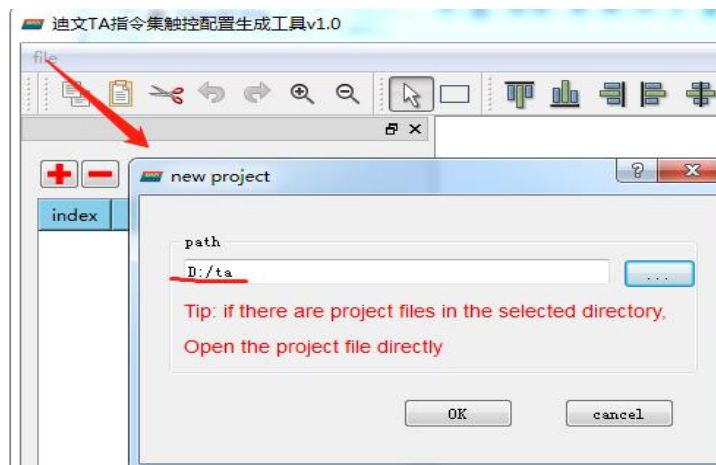 迪文TA指令集触控配置生成工具v1.0
file
new project
index
path
D:/ta
...
Tip: if there are project files in the selected directory,
Open the project file directly
OK
cancel